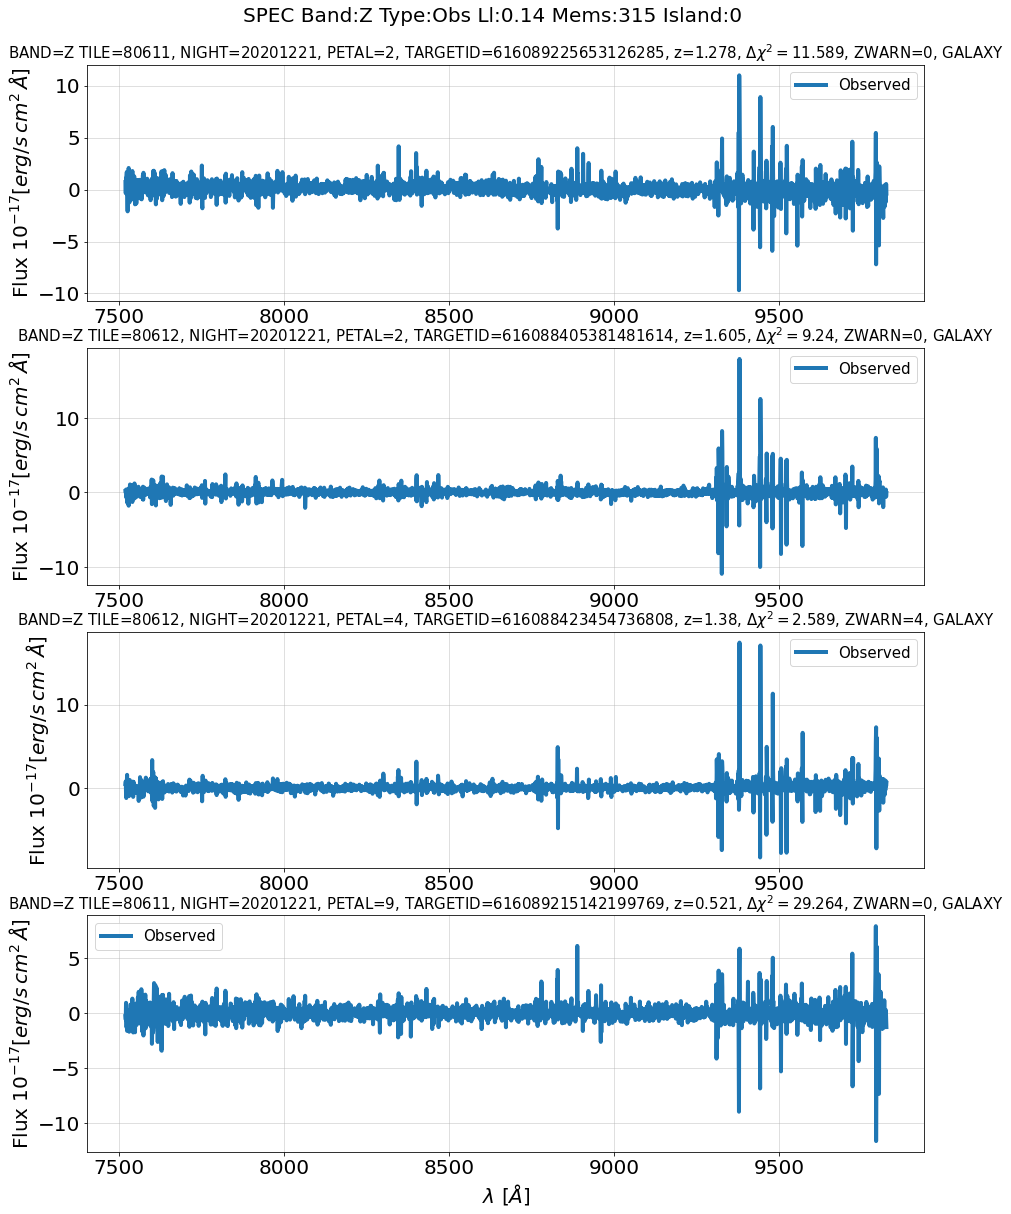 SPEC Band:Z Type:Obs Ll:0.14 Mems:315 Island:0
BAND=Z TILE=80611, NIGHT=20201221, PETAL=2, TARGETID=616089225653126285, z=1.278, Δχ² = 11.589, ZWARN=0, GALAXY
Flux 10⁻¹⁷[erg/s cm² Å]
10
5
0
−5
−10
Observed
7500 8000 8500 9000 9500
BAND=Z TILE=80612, NIGHT=20201221, PETAL=2, TARGETID=616088405381481614, z=1.605, Δχ² = 9.24, ZWARN=0, GALAXY
Flux 10⁻¹⁷[erg/s cm² Å]
10
0
−10
Observed
7500 8000 8500 9000 9500
BAND=Z TILE=80612, NIGHT=20201221, PETAL=4, TARGETID=616088423454736808, z=1.38, Δχ² = 2.589, ZWARN=4, GALAXY
Flux 10⁻¹⁷[erg/s cm² Å]
10
0
Observed
7500 8000 8500 9000 9500
BAND=Z TILE=80611, NIGHT=20201221, PETAL=9, TARGETID=616089215142199769, z=0.521, Δχ² = 29.264, ZWARN=0, GALAXY
Flux 10⁻¹⁷[erg/s cm² Å]
5
0
−5
−10
Observed
7500 8000 8500 9000 9500
λ [Å]